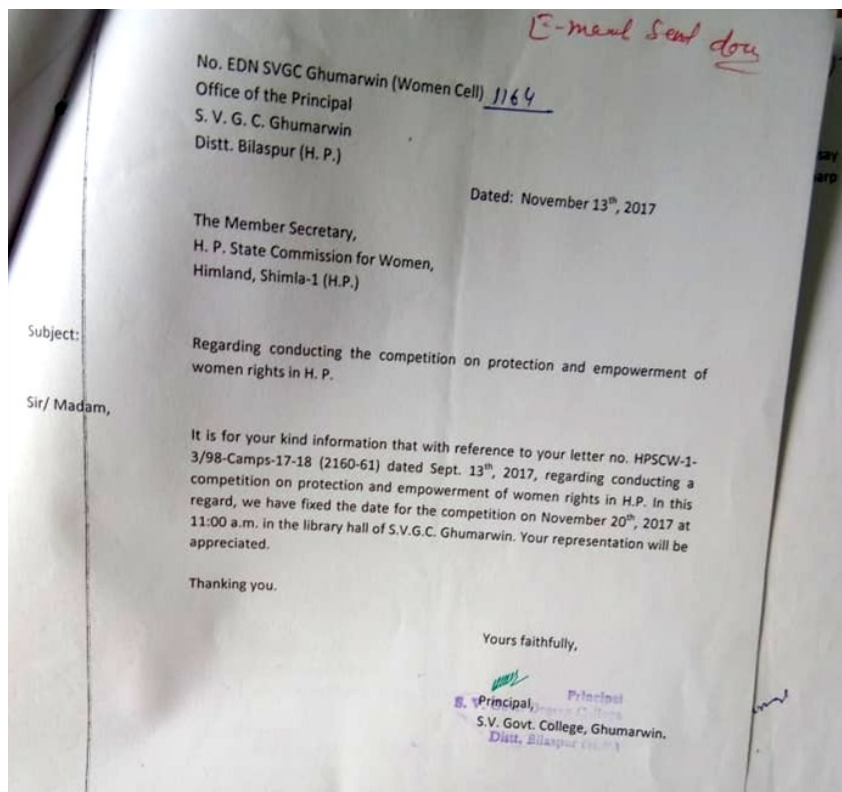 E-mail Send
No. EDN SVGC Ghumarwin (Women Cell) 1164
Office of the Principal
S. V. G. C. Ghumarwin
Distt. Bilaspur (H. P.)
Dated: November 13th, 2017
The Member Secretary,
H. P. State Commission for Women,
Himland, Shimla-1 (H.P.)
Subject:
Regarding conducting the competition on protection and empowerment of
women rights in H. P.
Sir/ Madam,
It is for your kind information that with reference to your letter no. HPSCW-1-
3/98-Camps-17-18 (2160-61) dated Sept. 13th, 2017, regarding conducting a
competition on protection and empowerment of women rights in H.P. In this
regard, we have fixed the date for the competition on November 20th, 2017 at
11:00 a.m. in the library hall of S.V.G.C. Ghumarwin. Your representation will be
appreciated.
Thanking you.
Yours faithfully,
Principal
Principal,
S.V. Govt. College, Ghumarwin.
Distt, Bilaspur
say
arp